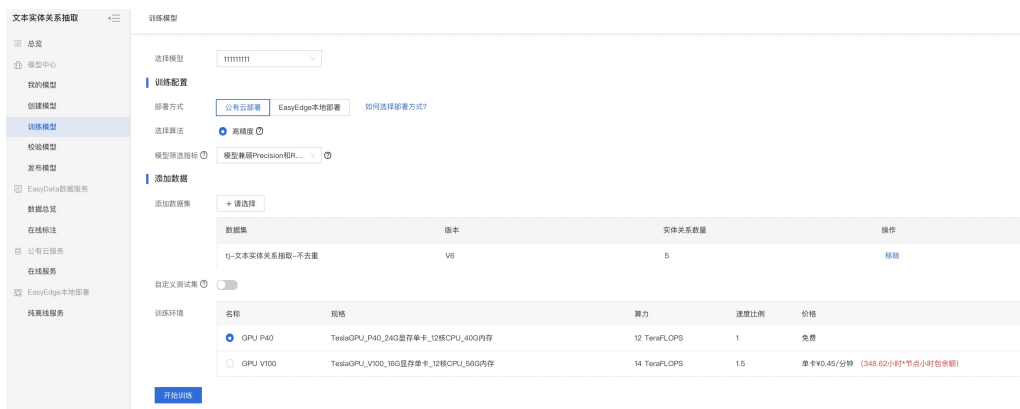 文本实体关系抽取
总览
模型中心
我的模型
创建模型
训练模型
校验模型
发布模型
EasyData数据服务
数据总览
在线标注
公有云服务
在线服务
EasyEdge本地部署
纯离线服务
训练模型
选择模型 111111111
训练配置
部署方式 公有云部署 EasyEdge本地部署 如何选择部署方式?
选择算法 高精度 ?
模型筛选指标 ? 模型兼顾Precision和R... ?
添加数据
添加数据集 + 请选择
数据集 版本 实体关系数量 操作
tj-文本实体关系抽取-不去重 V6 5 移除
自定义测试集 ?
训练环境 名称 规格 算力 速度比例 价格
GPU P40 TeslaGPU_P40_24G显存单卡_12核CPU_40G内存 12 TeraFLOPS 1 免费
GPU V100 TeslaGPU_V100_16G显存单卡_12核CPU_56G内存 14 TeraFLOPS 1.5 单卡¥0.45/分钟 (348.62小时*节点小时包余额)
开始训练